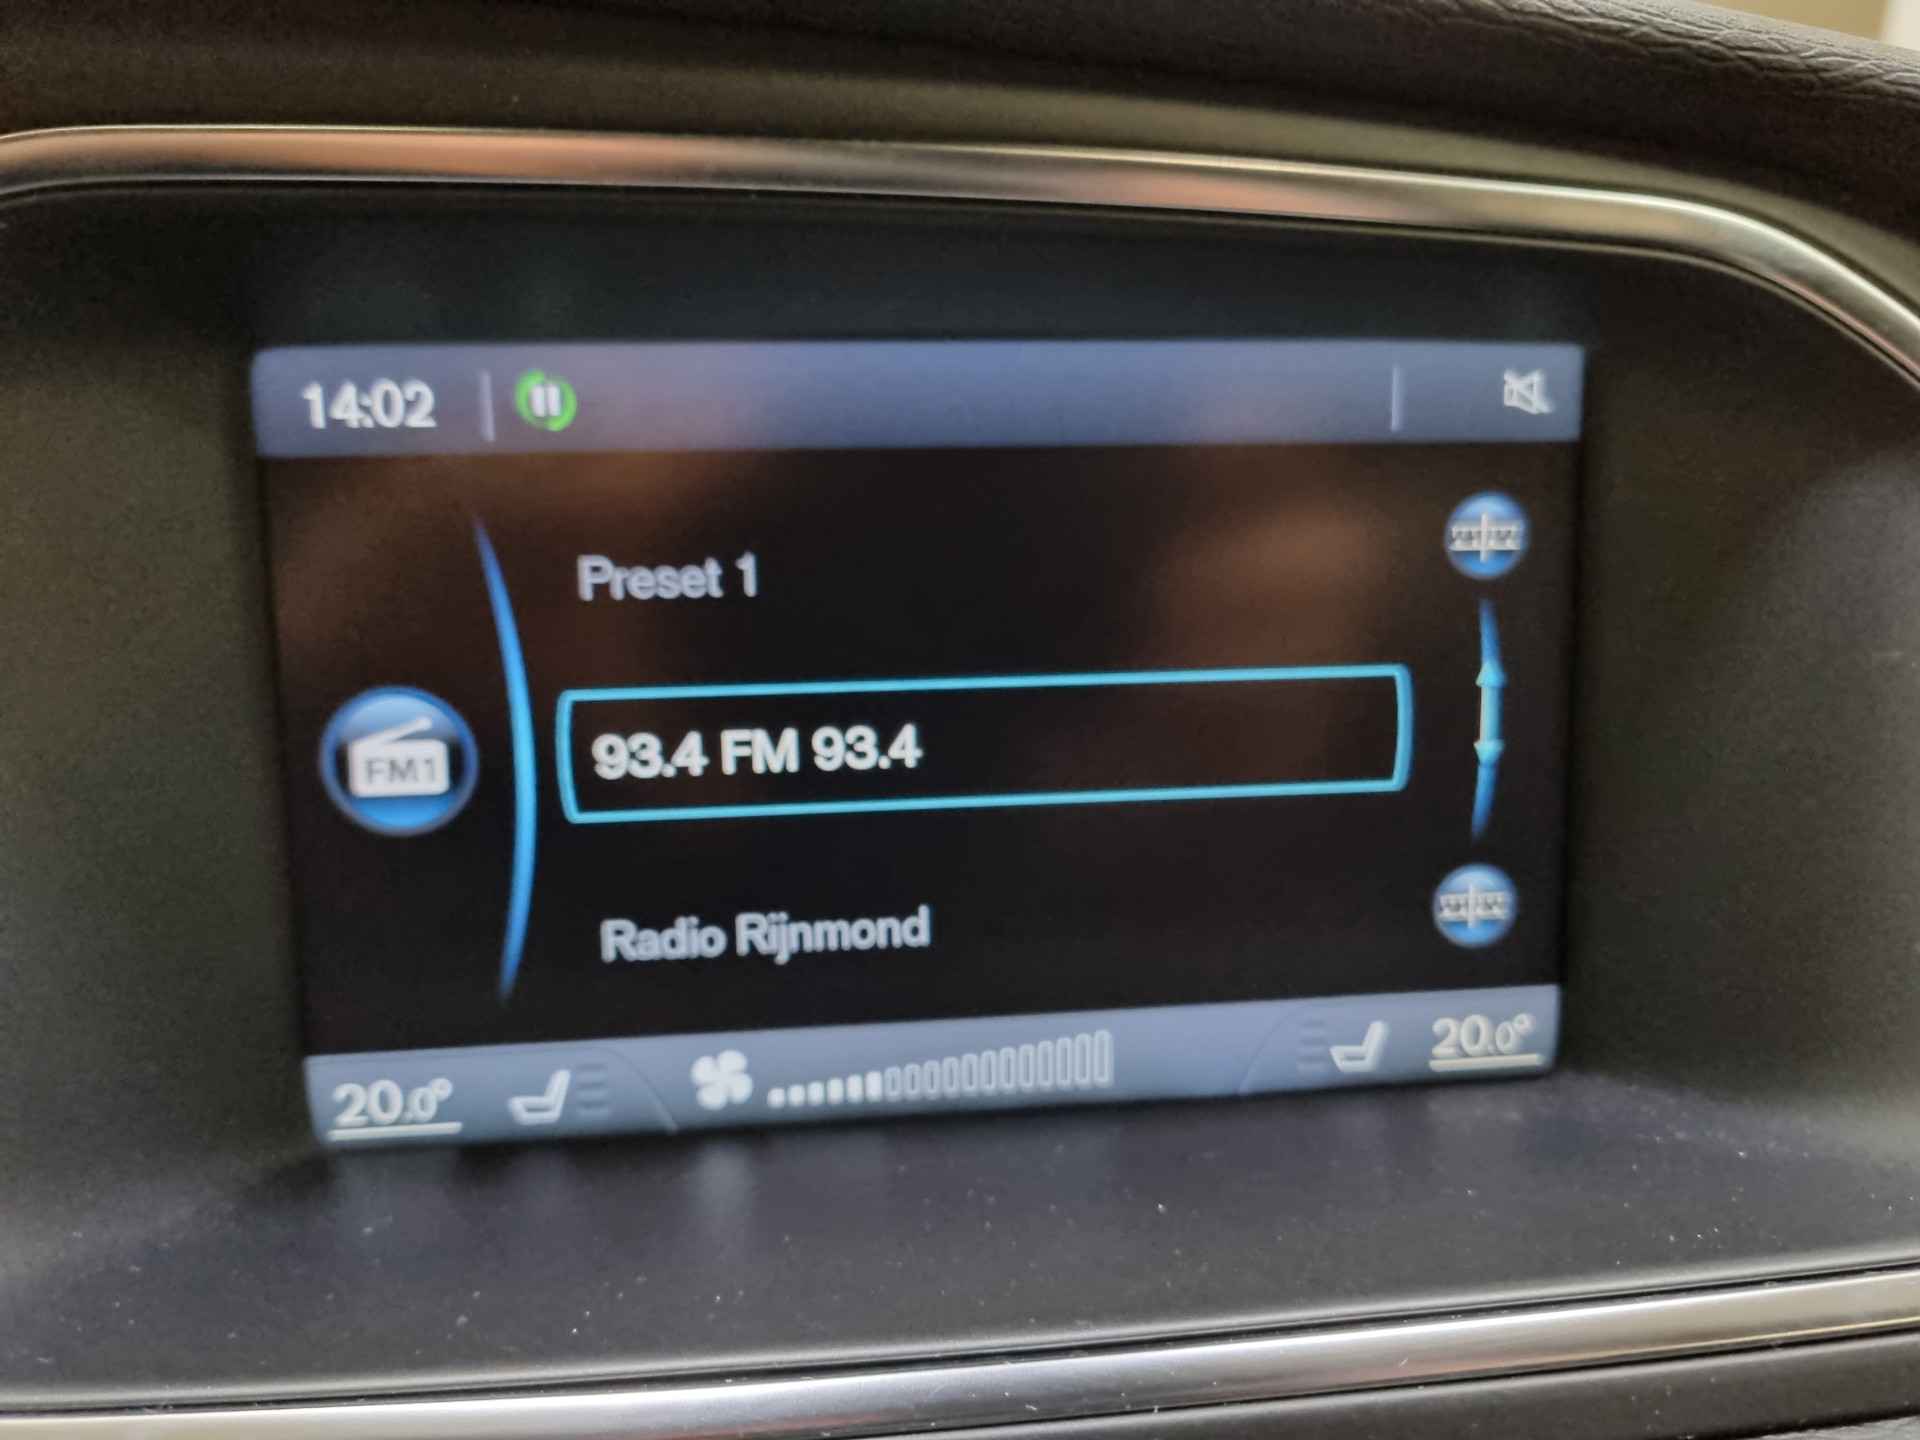 14:02
Preset 1
FM1
93.4 FM 93.4
Radio Rijnmond
20.0° 20.0°